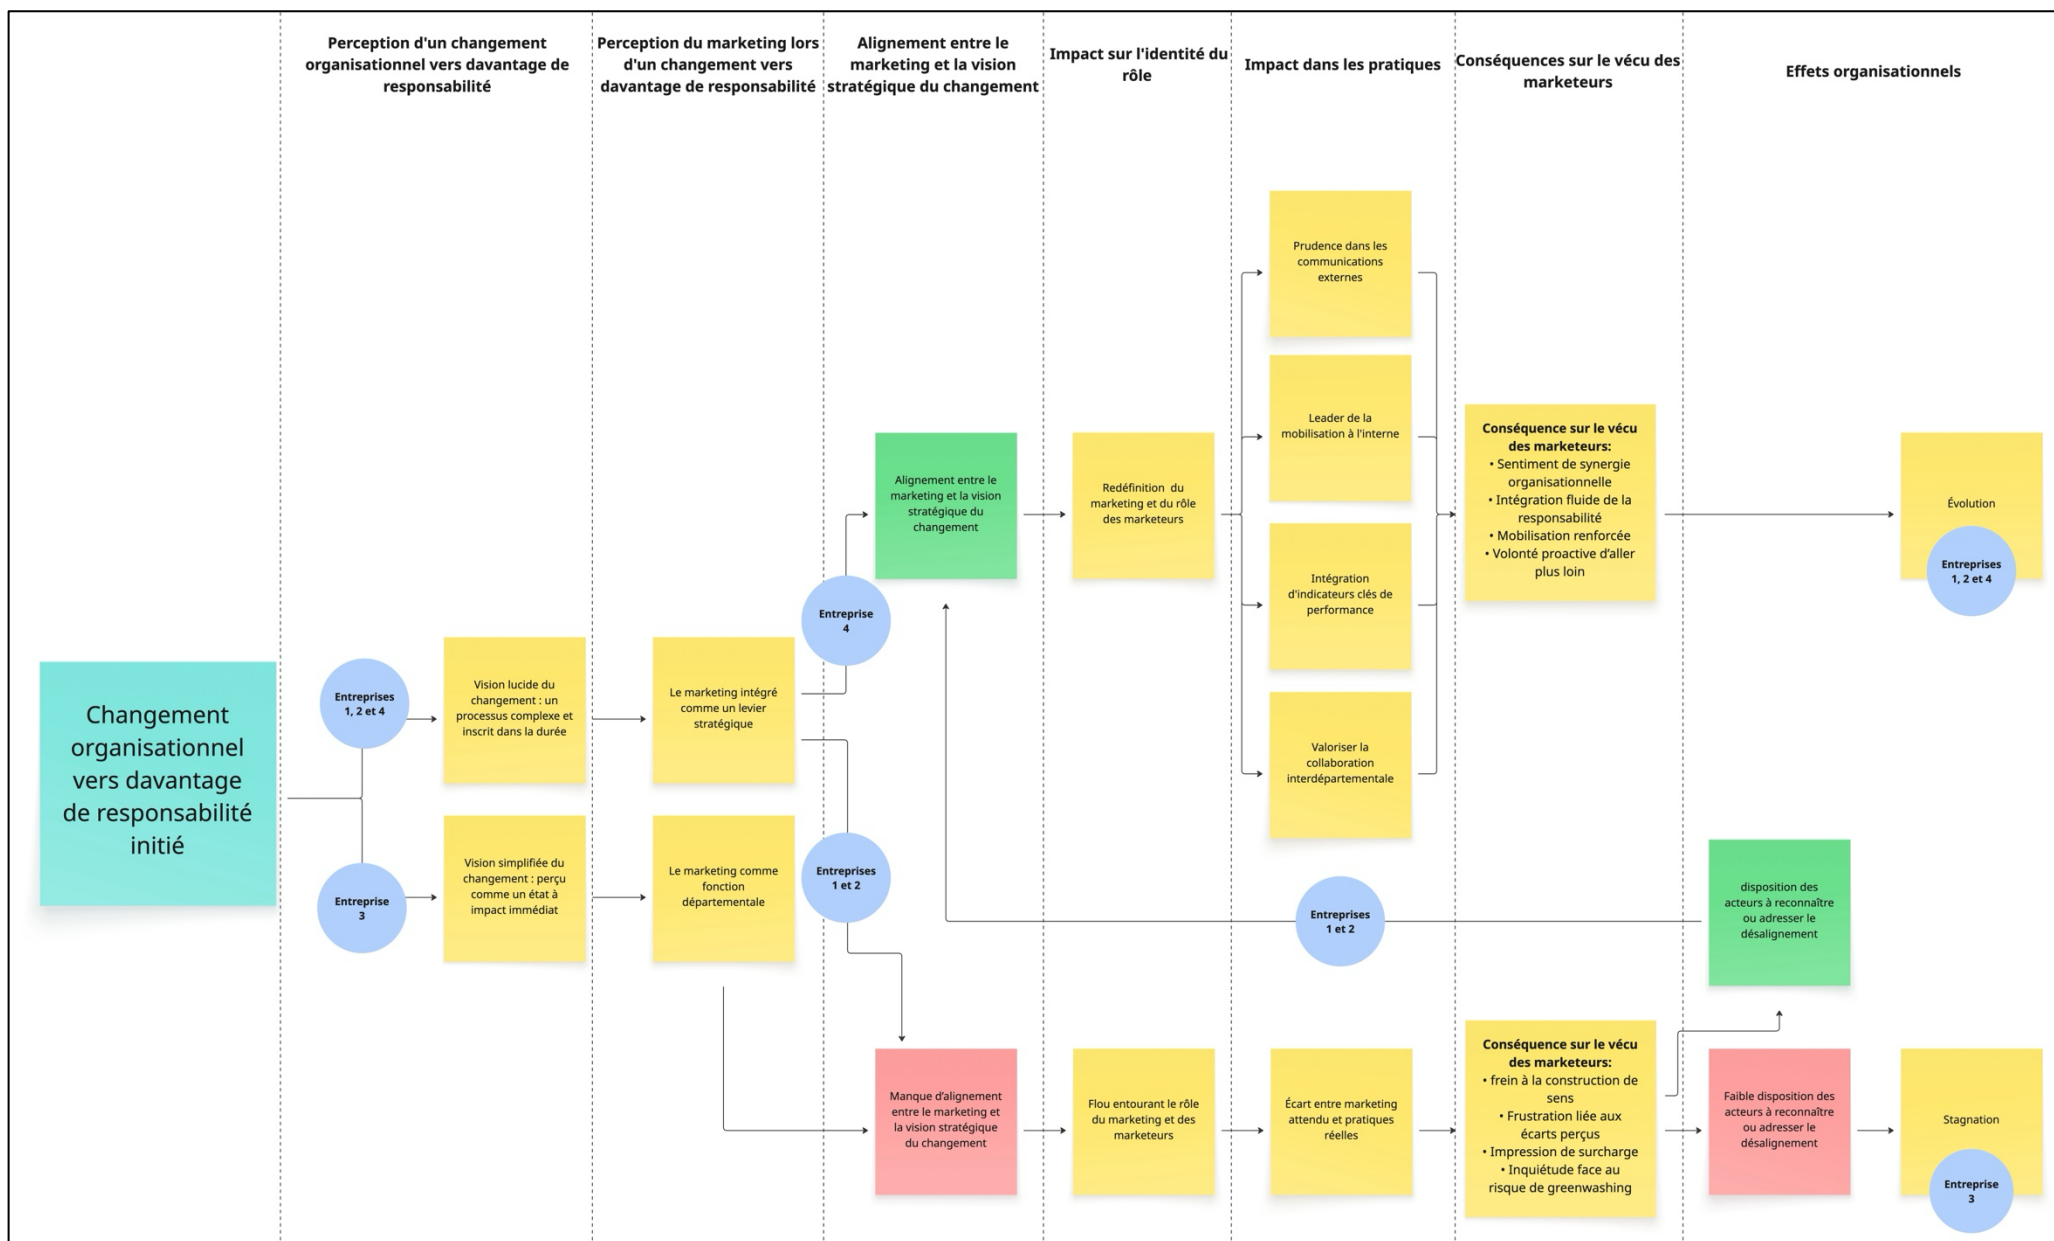 Perception d'un changement
organisationnel vers davantage de
responsabilité
Perception du marketing lors
d'un changement vers
davantage de responsabilité
Alignement entre le
marketing et la vision
stratégique du changement
Impact sur l'identité du
rôle
Impact dans les pratiques
Conséquences sur le vécu des
marketeurs
Effets organisationnels
Changement
organisationnel
vers davantage
de responsabilité
initié
Entreprises
1, 2 et 4
Vision lucide du
changement : un
processus complexe et
inscrit dans la durée
Le marketing intégré
comme un levier
stratégique
Entreprise
4
Alignement entre le
marketing et la vision
stratégique du
changement
Redéfinition du
marketing et du rôle
des marketeurs
Prudence dans les
communications
externes
Leader de la
mobilisation à l'interne
Intégration
d'indicateurs clés de
performance
Valoriser la
collaboration
interdépartementale
Conséquence sur le vécu
des marketeurs:
• Sentiment de synergie
organisationnelle
• Intégration fluide de la
responsabilité
• Mobilisation renforcée
• Volonté proactive d’aller
plus loin
Évolution
Entreprises
1, 2 et 4
Entreprise
3
Vision simplifiée du
changement : perçu
comme un état à
impact immédiat
Le marketing comme
fonction
départementale
Entreprises
1 et 2
Entreprises
1 et 2
disposition des
acteurs à reconnaître
ou adresser le
désalignement
Manque d’alignement
entre le marketing et
la vision stratégique
du changement
Flou entourant le rôle
du marketing et des
marketeurs
Écart entre marketing
attendu et pratiques
réelles
Conséquence sur le vécu
des marketeurs:
• frein à la construction de
sens
• Frustration liée aux
écarts perçus
• Impression de surcharge
• Inquiétude face au
risque de greenwashing
Faible disposition des
acteurs à reconnaître
ou adresser le
désalignement
Stagnation
Entreprise
3